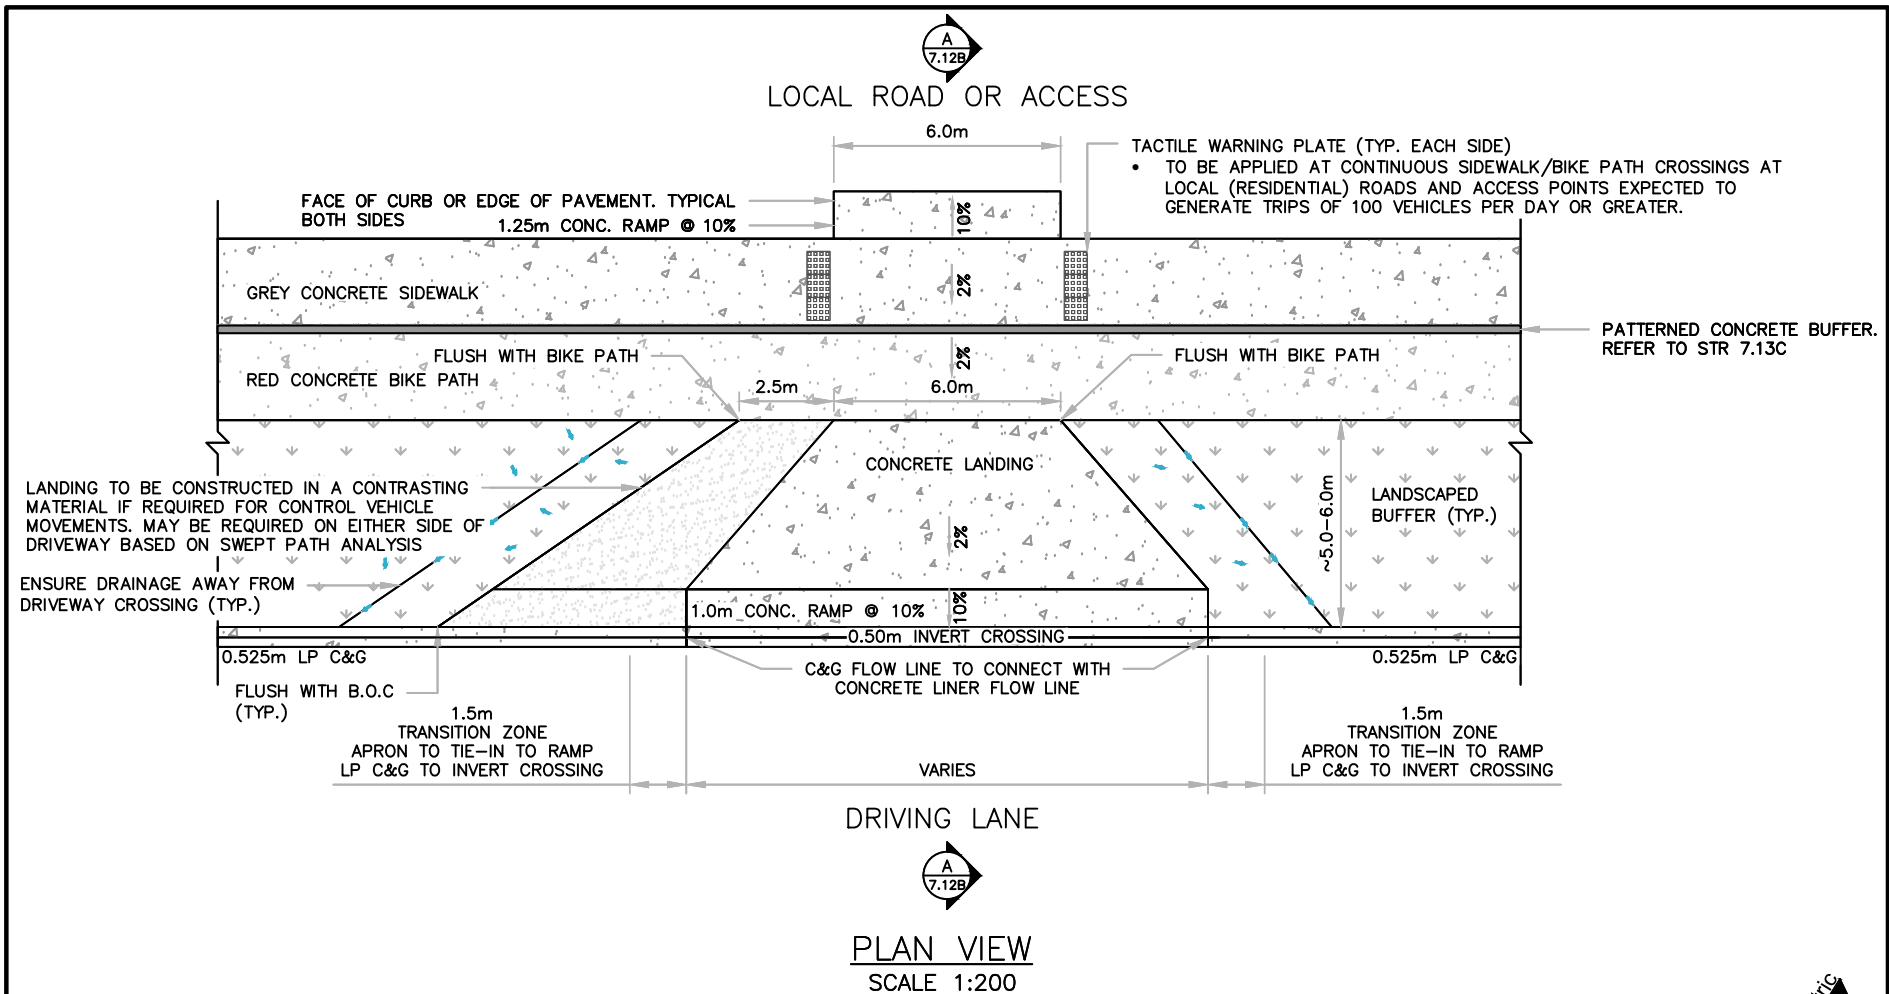 A
7.12B
LOCAL ROAD OR ACCESS
6.0m
TACTILE WARNING PLATE (TYP. EACH SIDE)
• TO BE APPLIED AT CONTINUOUS SIDEWALK/BIKE PATH CROSSINGS AT
LOCAL (RESIDENTIAL) ROADS AND ACCESS POINTS EXPECTED TO
GENERATE TRIPS OF 100 VEHICLES PER DAY OR GREATER.
FACE OF CURB OR EDGE OF PAVEMENT. TYPICAL
BOTH SIDES
1.25m CONC. RAMP @ 10%
10%
GREY CONCRETE SIDEWALK
2%
PATTERNED CONCRETE BUFFER.
REFER TO STR 7.13C
FLUSH WITH BIKE PATH
2%
FLUSH WITH BIKE PATH
RED CONCRETE BIKE PATH
2.5m
6.0m
CONCRETE LANDING
LANDING TO BE CONSTRUCTED IN A CONTRASTING
MATERIAL IF REQUIRED FOR CONTROL VEHICLE
MOVEMENTS. MAY BE REQUIRED ON EITHER SIDE OF
DRIVEWAY BASED ON SWEPT PATH ANALYSIS
~5.0-6.0m
LANDSCAPED
BUFFER (TYP.)
2%
ENSURE DRAINAGE AWAY FROM
DRIVEWAY CROSSING (TYP.)
1.0m CONC. RAMP @ 10%
10%
0.50m INVERT CROSSING
0.525m LP C&G
0.525m LP C&G
C&G FLOW LINE TO CONNECT WITH
CONCRETE LINER FLOW LINE
FLUSH WITH B.O.C
(TYP.)
1.5m
TRANSITION ZONE
APRON TO TIE-IN TO RAMP
LP C&G TO INVERT CROSSING
VARIES
1.5m
TRANSITION ZONE
APRON TO TIE-IN TO RAMP
LP C&G TO INVERT CROSSING
DRIVING LANE
A
7.12B
PLAN VIEW
SCALE 1:200